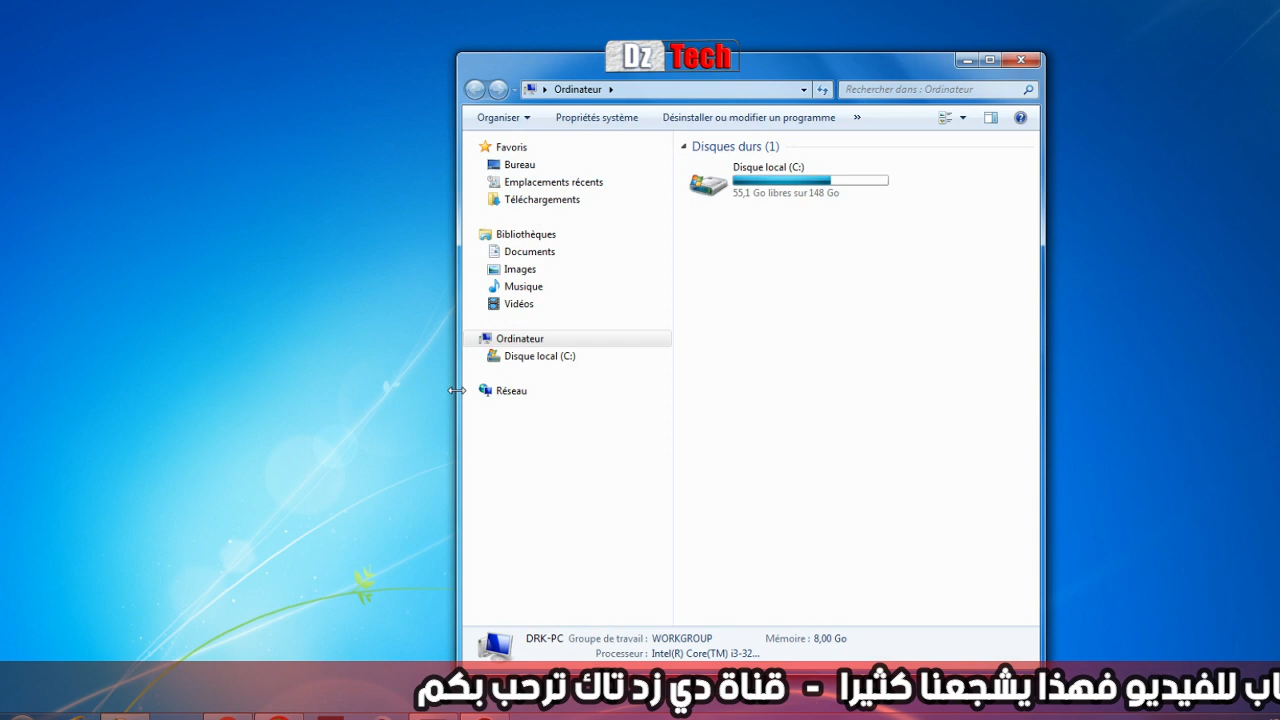 Dz Tech
Ordinateur
Rechercher dans : Ordinateur
Organiser
Propriétés système
Désinstaller ou modifier un programme
»
Favoris
Bureau
Emplacements récents
Téléchargements
Bibliothèques
Documents
Images
Musique
Vidéos
Ordinateur
Disque local (C:)
Réseau
Disques durs (1)
Disque local (C:)
55,1 Go libres sur 148 Go
DRK-PC Groupe de travail : WORKGROUP Mémoire : 8,00 Go
Processeur : Intel(R) Core(TM) i3-32...
للفيديو فهذا يشجعنا كثيرا - قناة دي زد تاك ترحب بكم